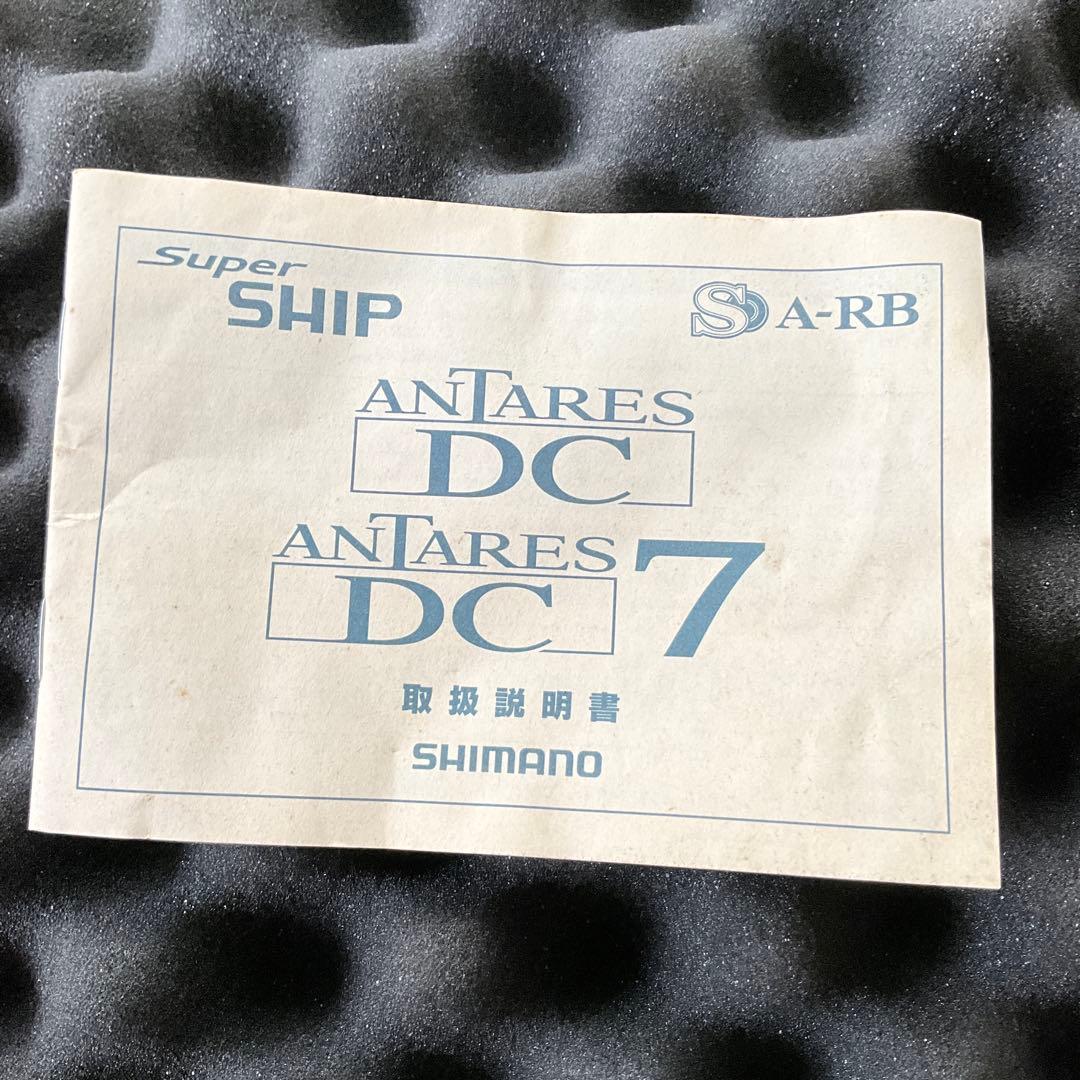 Super
SHIP
S A-RB
ANTARES
DC
ANTARES
DC 7
取扱説明書
SHIMANO